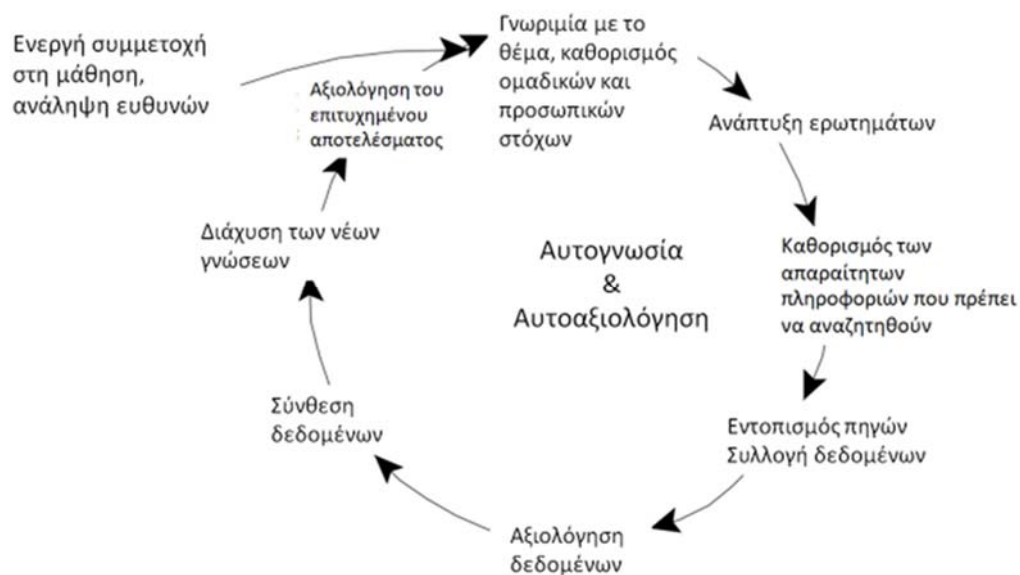 Ενεργή συμμετοχή
στη μάθηση,
ανάληψη ευθυνών
Γνωριμία με το
θέμα, καθορισμός
ομαδικών και
προσωπικών
στόχων
Ανάπτυξη ερωτημάτων
Καθορισμός των
απαραίτητων
πληροφοριών που πρέπει
να αναζητηθούν
Εντοπισμός πηγών
Συλλογή δεδομένων
Αξιολόγηση
δεδομένων
Σύνθεση
δεδομένων
Διάχυση των νέων
γνώσεων
Αξιολόγηση του
επιτυχημένου
αποτελέσματος
Αυτογνωσία
&
Αυτοαξιολόγηση